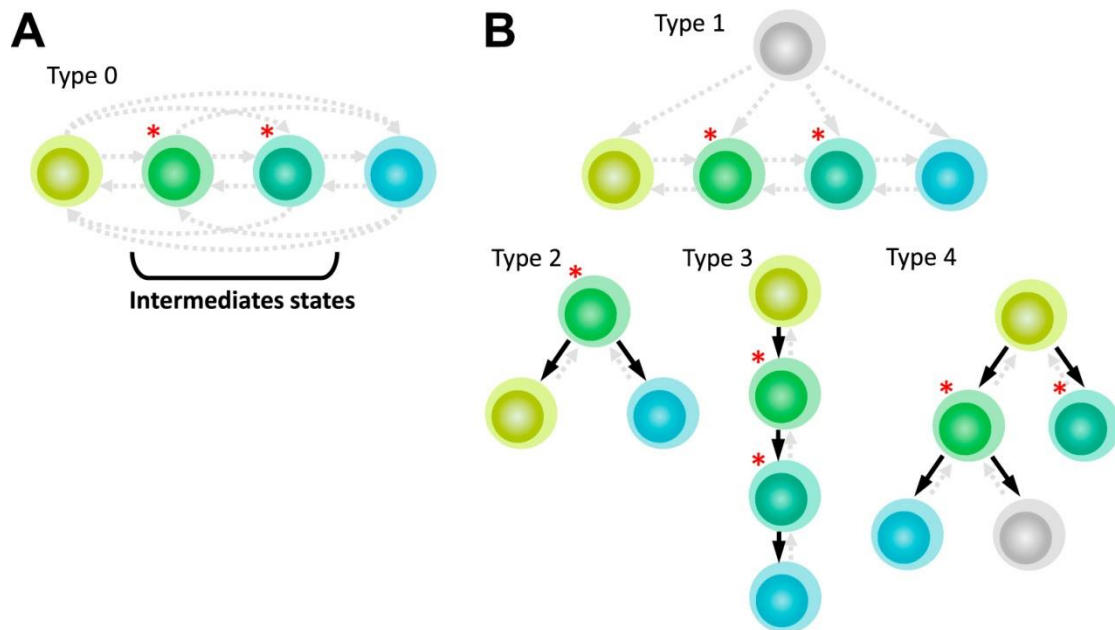 A
Type 0
*
*
Intermediates states
B
Type 1
*
*
Type 2
*
Type 3
*
*
Type 4
*
*